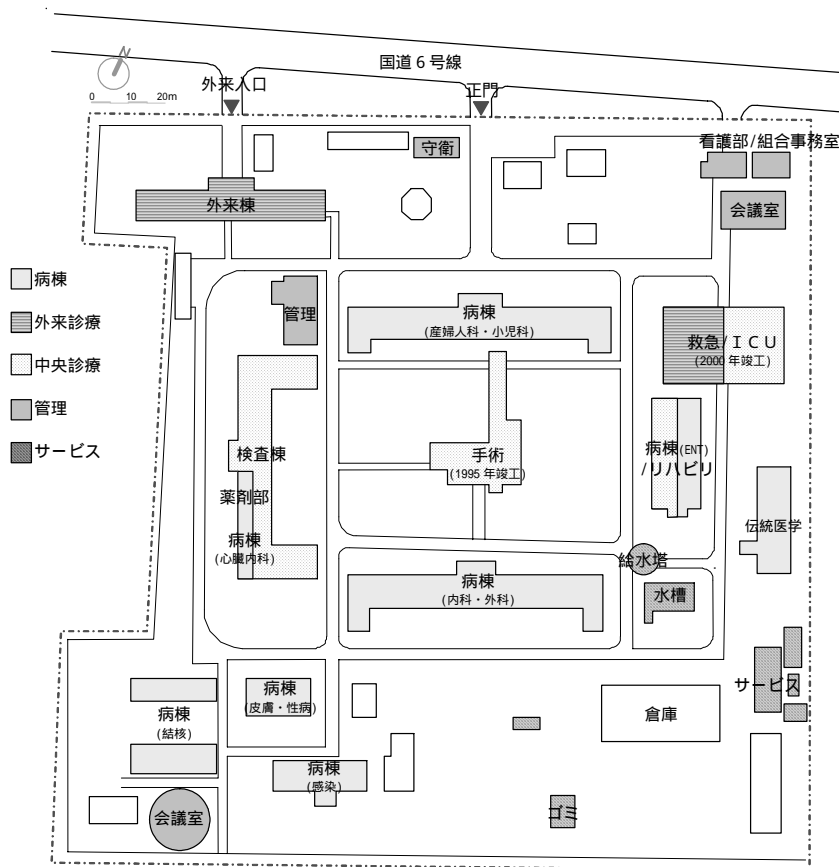 国道６号線
N
外来入口
正門
0 10 20m
守衛
看護部/組合事務室
外来棟
会議室
病棟
外来診療
中央診療
管理
サービス
管理
病棟
(産婦人科・小児科)
救急/ＩＣＵ
(2000年竣工)
検査棟
手術
(1995年竣工)
病棟(ENT)
/リハビリ
薬剤部
病棟
(心臓内科)
伝統医学
給水塔
水槽
病棟
(内科・外科)
病棟
(皮膚・性病)
サービス
病棟
(結核)
倉庫
病棟
(感染)
会議室
ゴミ